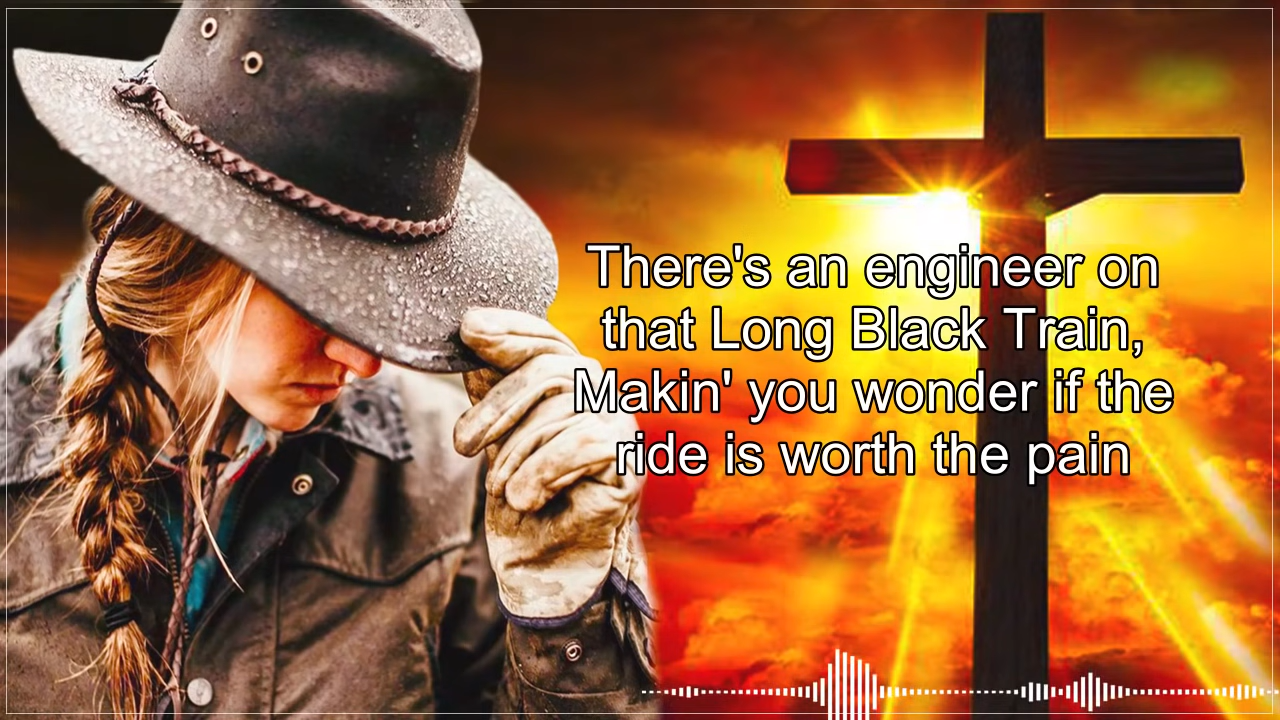 There's an engineer on
that Long Black Train,
Makin' you wonder if the
ride is worth the pain